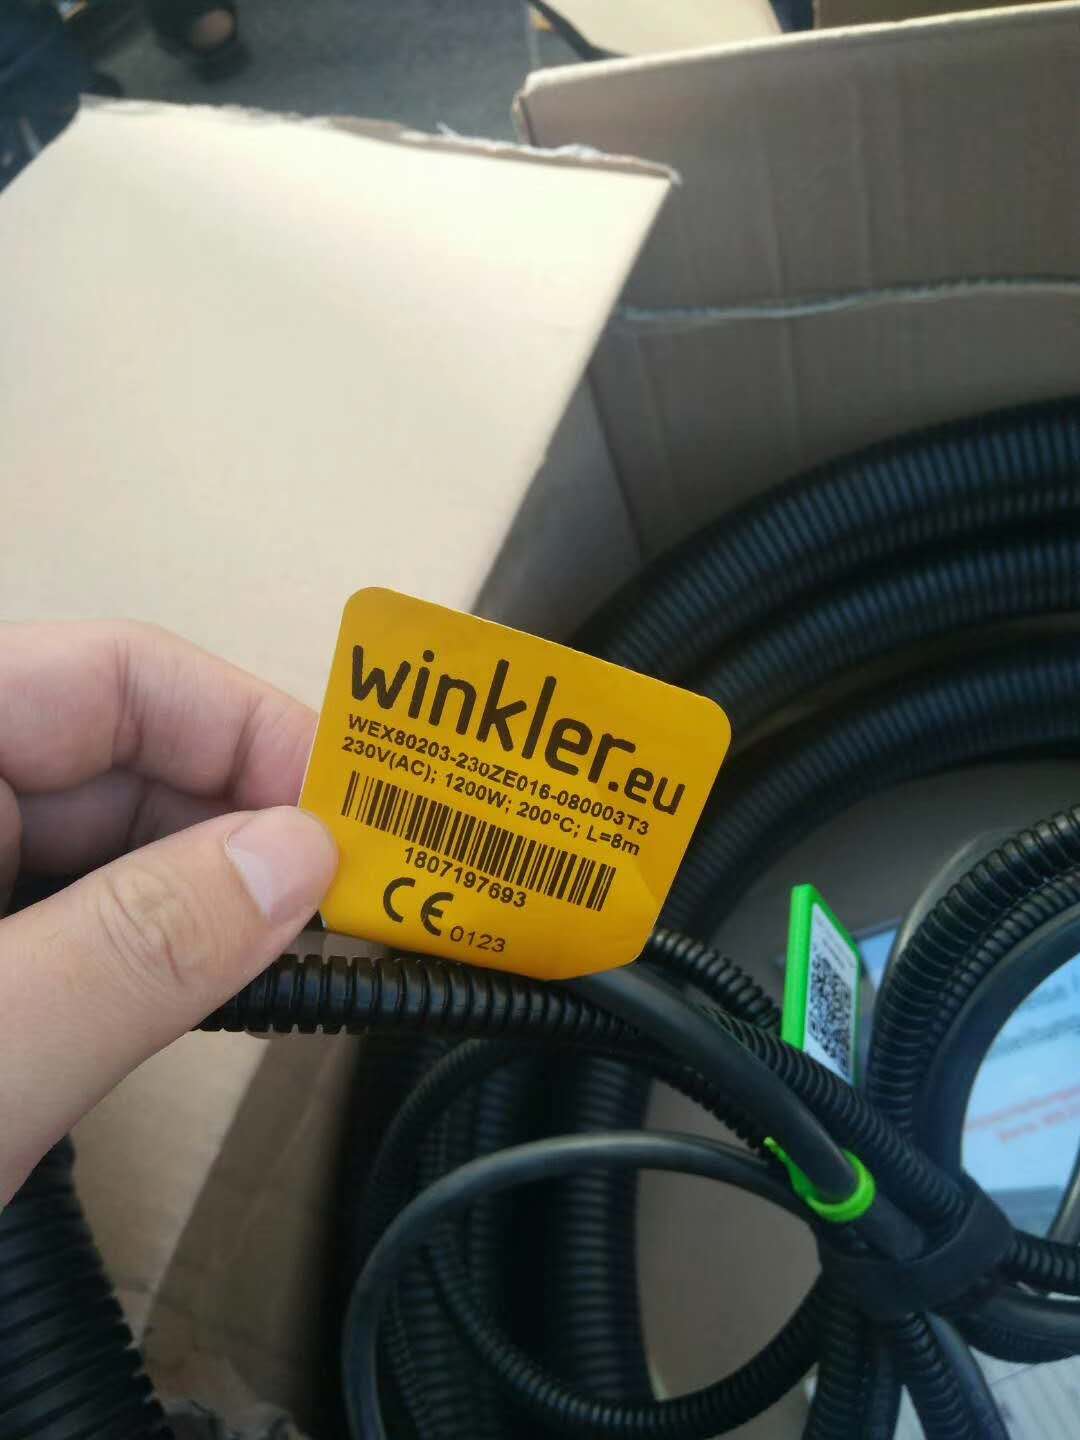 winkler.eu
WEX80203-230ZE016-080003T3
230V(AC); 1200W; 200°C; L=8m
1807197693
CE 0123